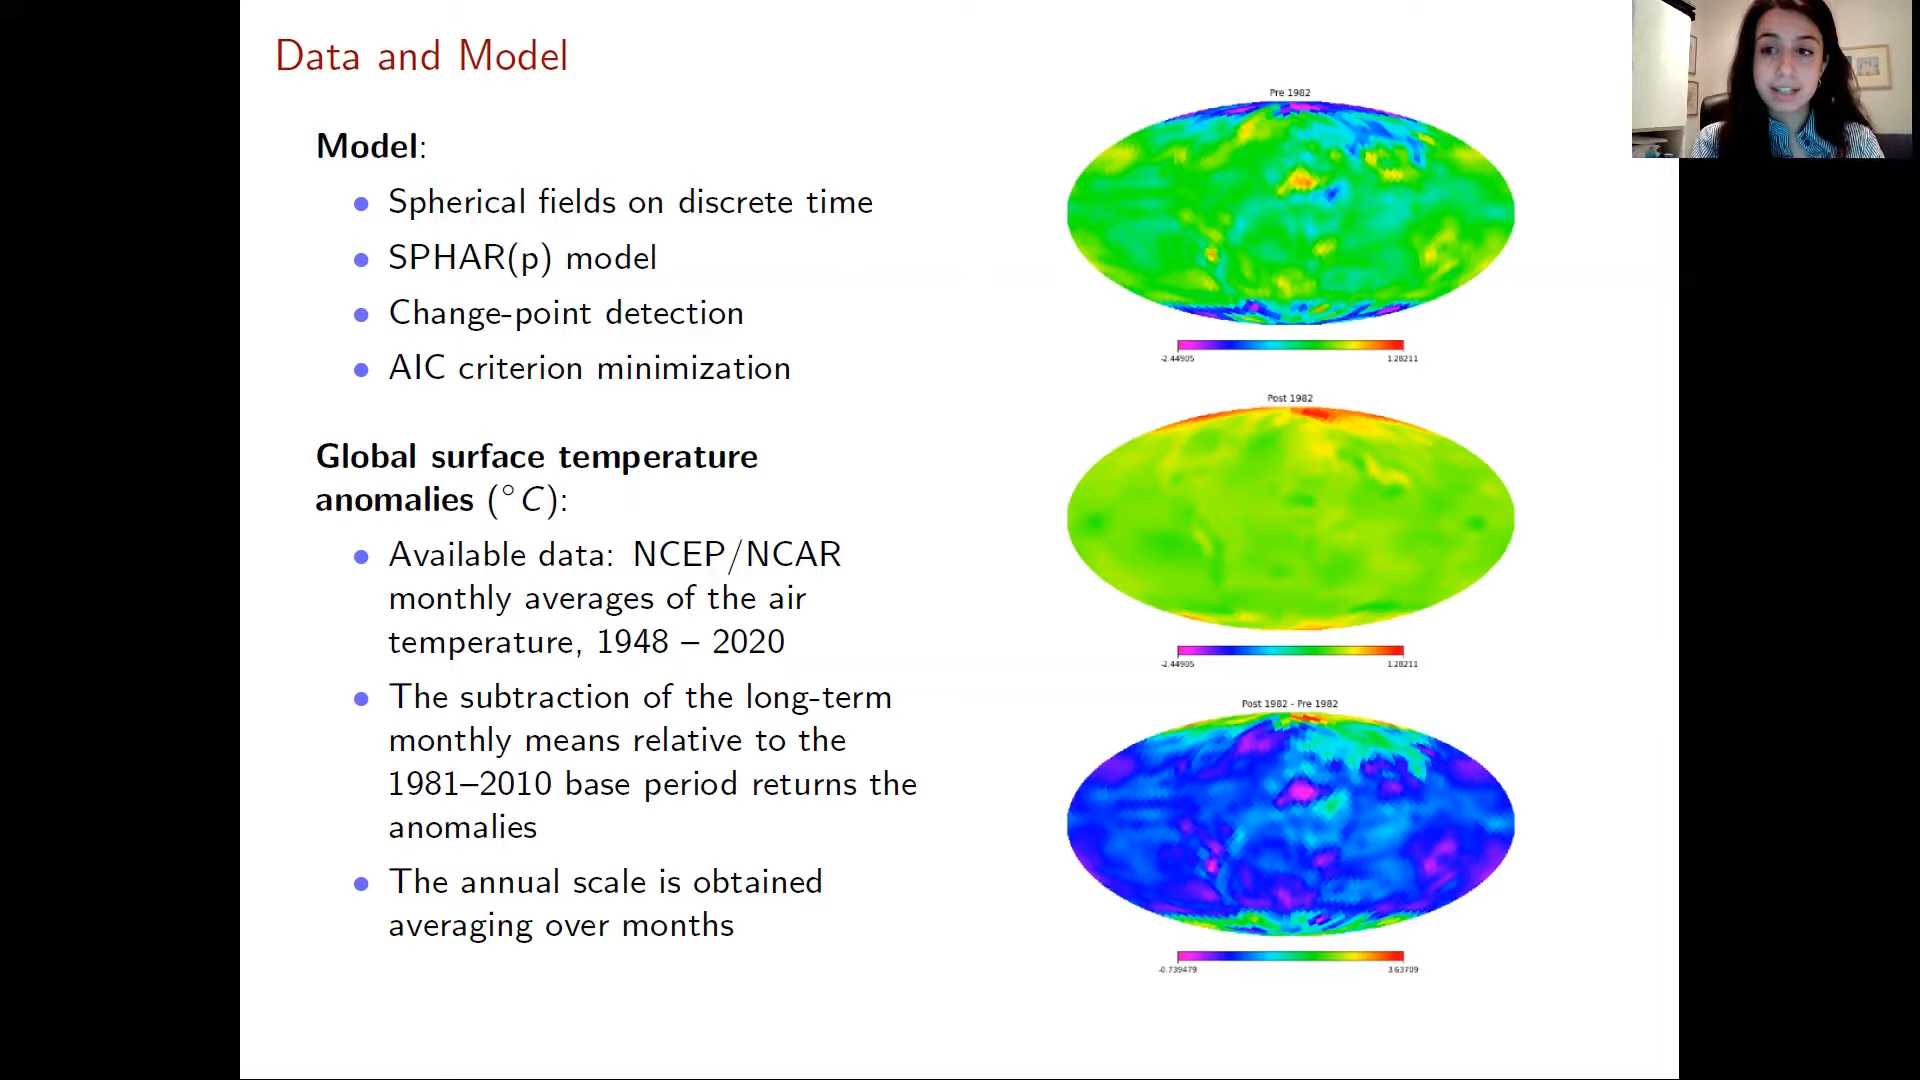 Data and Model
Model:
Spherical fields on discrete time
SPHAR(p) model
Change-point detection
AIC criterion minimization
Global surface temperature
anomalies (°C):
Available data: NCEP/NCAR
monthly averages of the air
temperature, 1948 – 2020
The subtraction of the long-term
monthly means relative to the
1981–2010 base period returns the
anomalies
The annual scale is obtained
averaging over months
Pre 1982
-2.44905 1.28211
Post 1982
-2.44905 1.28211
Post 1982 - Pre 1982
-0.739479 3.63709